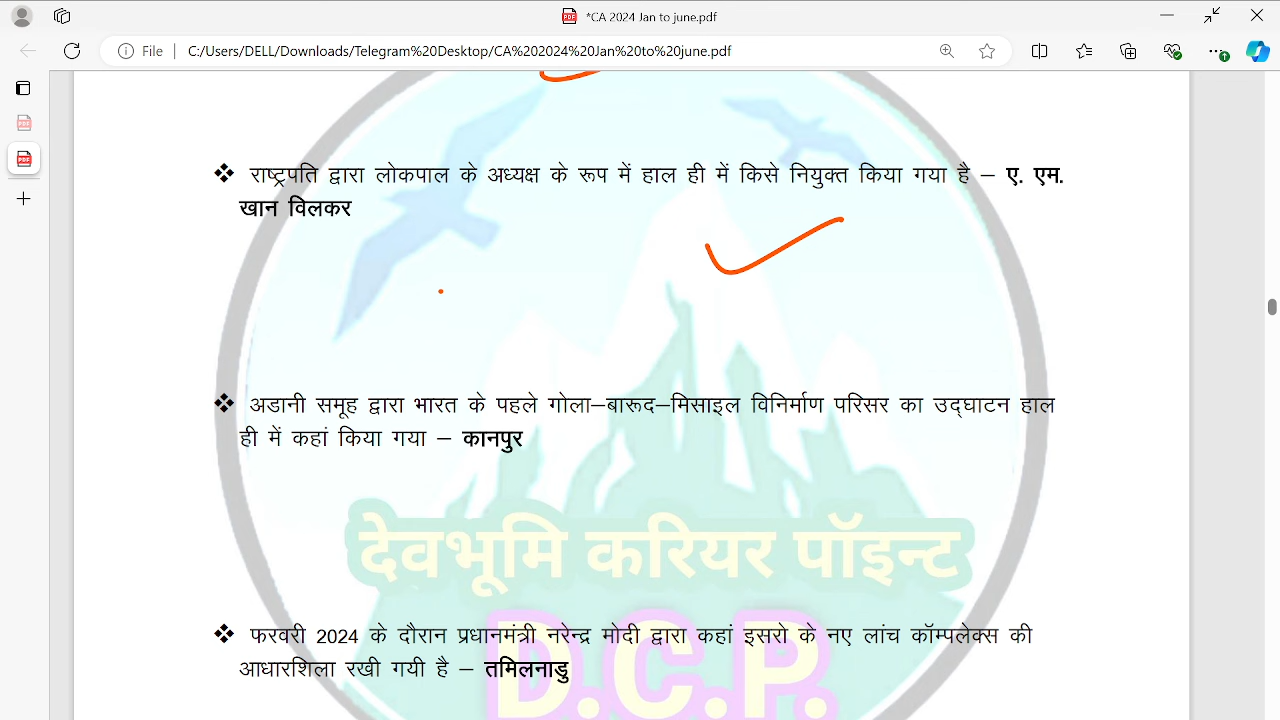 *CA 2024 Jan to june.pdf
File C:/Users/DELL/Downloads/Telegram%20Desktop/CA%202024%20Jan%20to%20june.pdf
❖ राष्ट्रपति द्वारा लोकपाल के अध्यक्ष के रूप में हाल ही में किसे नियुक्त किया गया है – ए. एम.
खान विलकर
❖ अडानी समूह द्वारा भारत के पहले गोला–बारूद–मिसाइल विनिर्माण परिसर का उद्घाटन हाल
ही में कहां किया गया – कानपुर
देवभूमि करियर पॉइन्ट
❖ फरवरी 2024 के दौरान प्रधानमंत्री नरेन्द्र मोदी द्वारा कहां इसरो के नए लांच कॉम्पलेक्स की
आधारशिला रखी गयी है – तमिलनाडु
D.C.P.